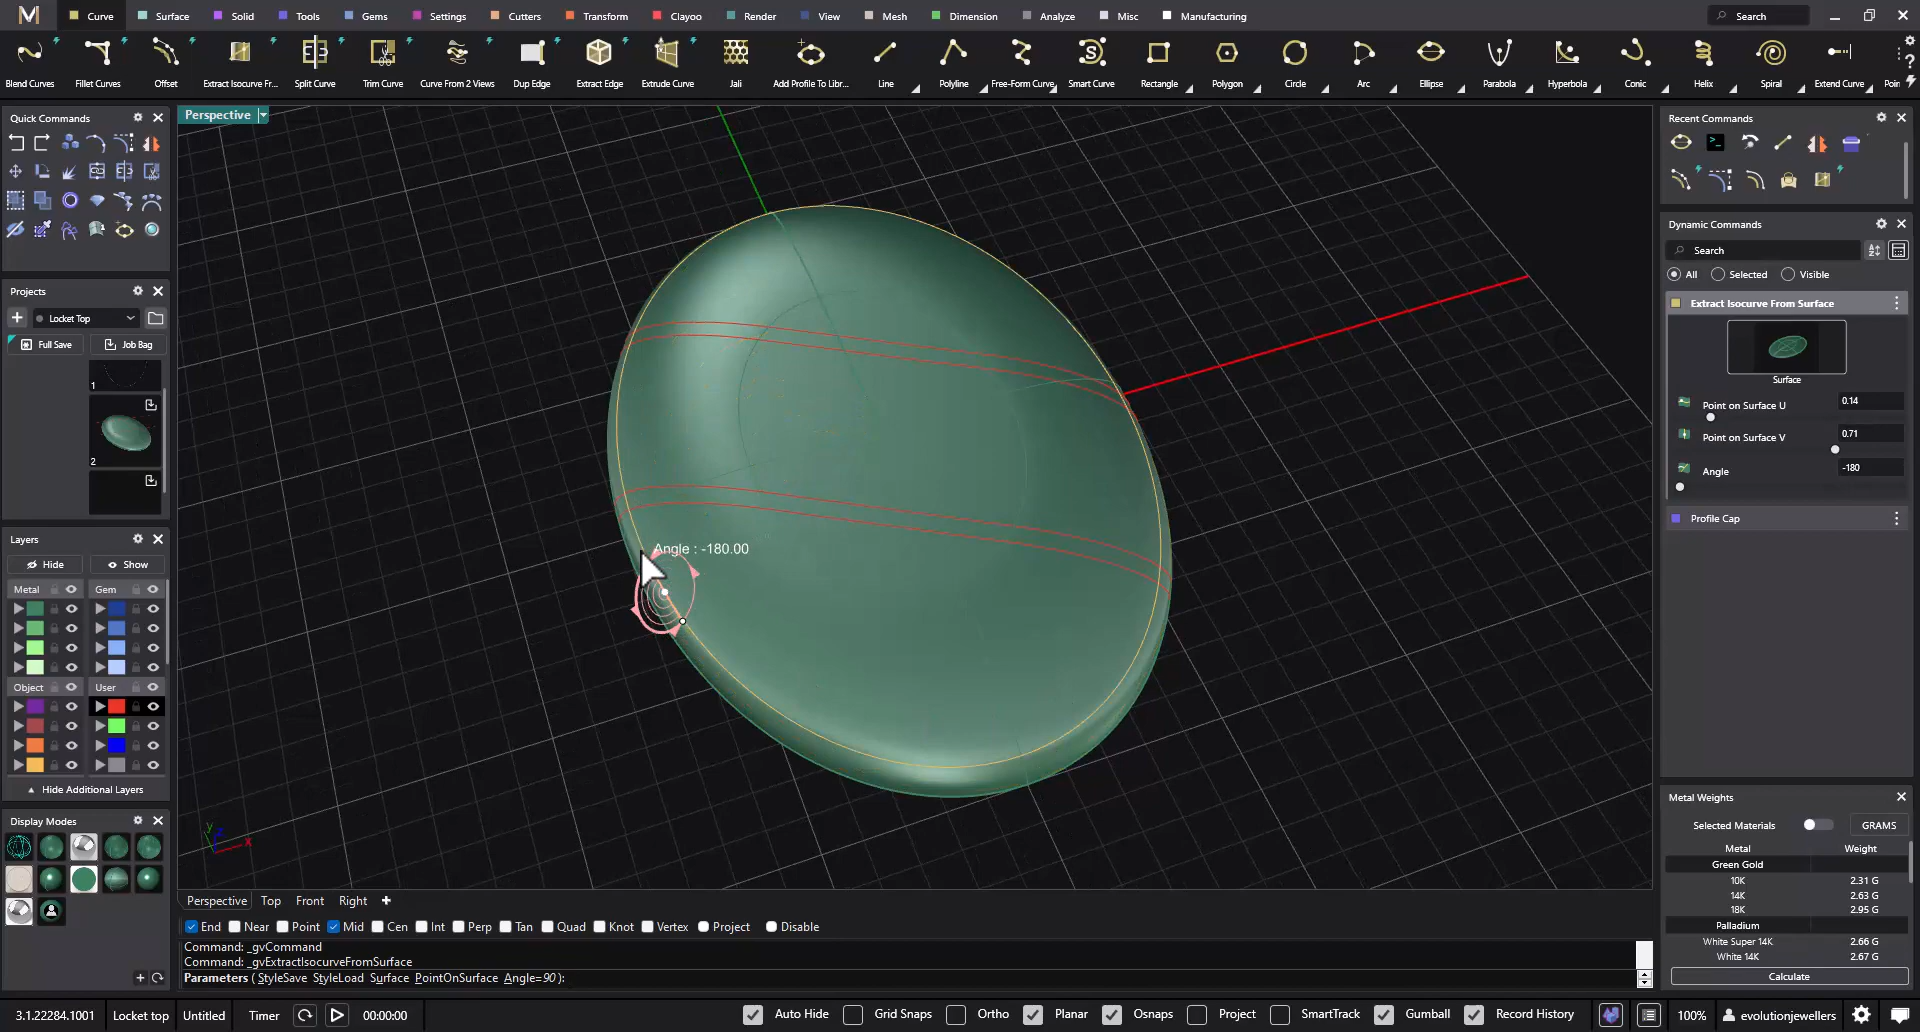 M Curve Surface Solid Tools Gems Settings Cutters Transform Clayoo Render View Mesh Dimension Analyze Misc Manufacturing Search
Blend Curves Fillet Curves Offset Extract Isocurve Fr... Split Curve Trim Curve Curve From 2 Views Dup Edge Extract Edge Extrude Curve Jali Add Profile To Libr... Line Polyline Free-Form Curve Smart Curve Rectangle Polygon Circle Arc Ellipse Parabola Hyperbola Conic Helix Spiral Extend Curve
Quick Commands
Projects
Locket Top
Full Save Job Bag
1
2
Layers
Hide Show
Metal Gem
Object User
Hide Additional Layers
Display Modes
Perspective
Angle : -180.00
y
z
x
Perspective Top Front Right
End Near Point Mid Cen Int Perp Tan Quad Knot Vertex Project Disable
Command: _gvCommand
Command: _gvExtractIsocurveFromSurface
Parameters ( StyleSave StyleLoad Surface PointOnSurface Angle=90 ):
Recent Commands
Dynamic Commands
Search
All Selected Visible
Extract Isocurve From Surface
Surface
Point on Surface U 0.14
Point on Surface V 0.71
Angle -180
Profile Cap
Metal Weights
Selected Materials GRAMS
Metal Weight
Green Gold
10K 2.31 G
14K 2.63 G
18K 2.95 G
Palladium
White Super 14K 2.66 G
White 14K 2.67 G
Calculate
3.1.22284.1001 Locket top Untitled Timer 00:00:00 Auto Hide Grid Snaps Ortho Planar Osnaps Project SmartTrack Gumball Record History 100% evolutionjewellers